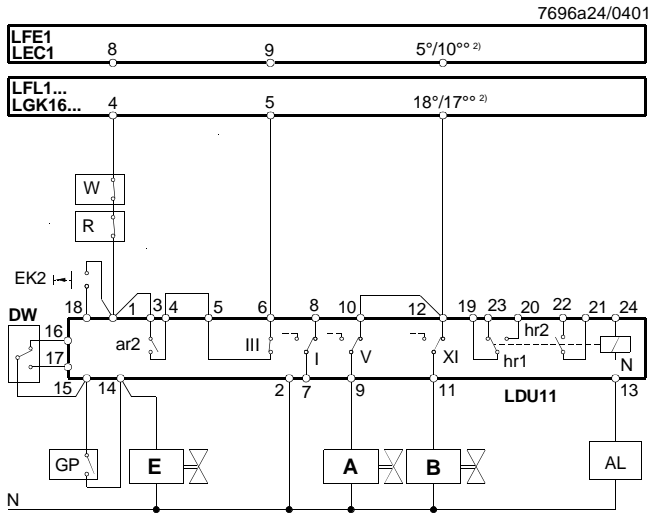 7696a24/0401
LFE1
LEC1 8 9 5°/10°° 2)
LFL1...
LGK16... 4 5 18°/17°° 2)
W
R
EK2
18 1 3 4 5 6 8 10 12 19 23 20 22 21 24
DW
16 ar2 III I V XI hr1 hr2 N
17
15 14 2 7 9 11 LDU11 13
GP E A B AL
N